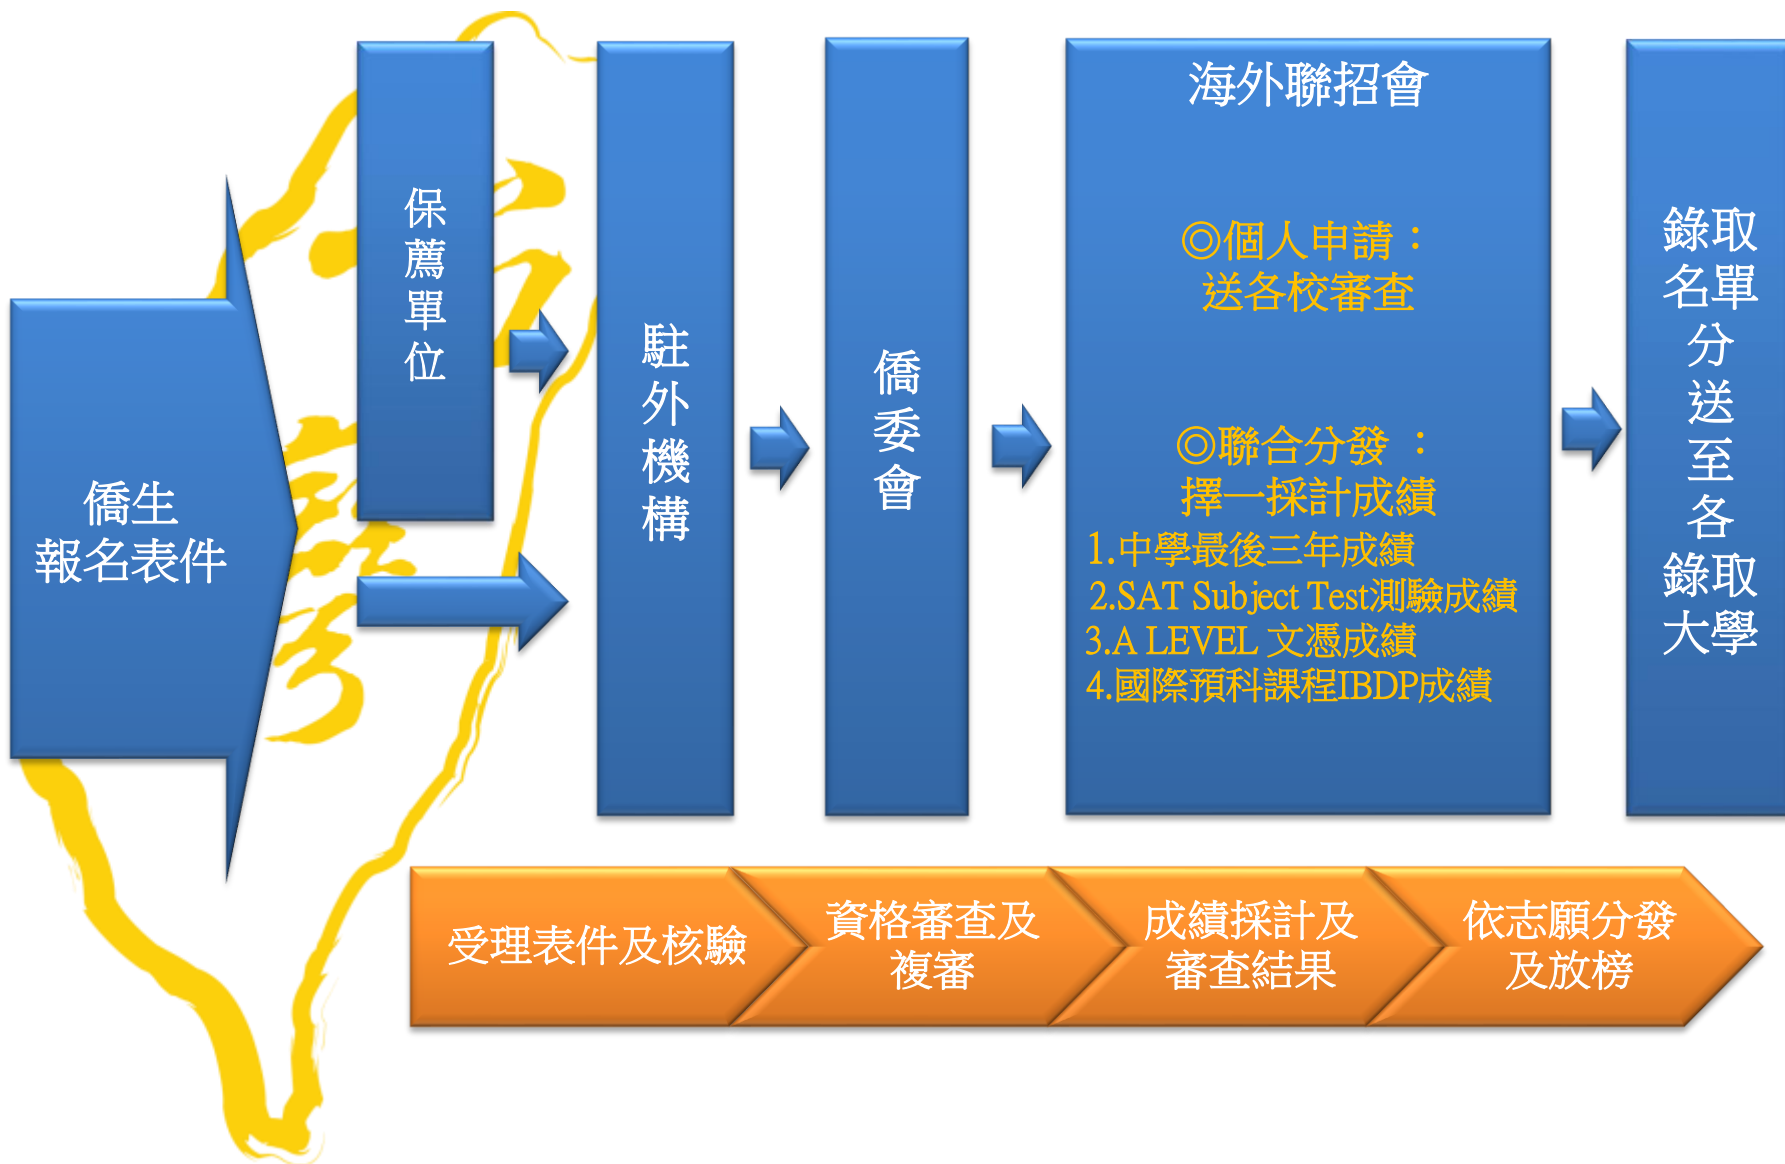 僑生
報名表件
保薦單位
駐外機構
僑委會
海外聯招會
◎個人申請：
送各校審查
◎聯合分發 ：
擇一採計成績
1.中學最後三年成績
2.SAT Subject Test測驗成績
3.A LEVEL 文憑成績
4.國際預科課程IBDP成績
錄取
名單
分
送
至
各
錄取
大學
受理表件及核驗
資格審查及
複審
成績採計及
審查結果
依志願分發
及放榜
台灣